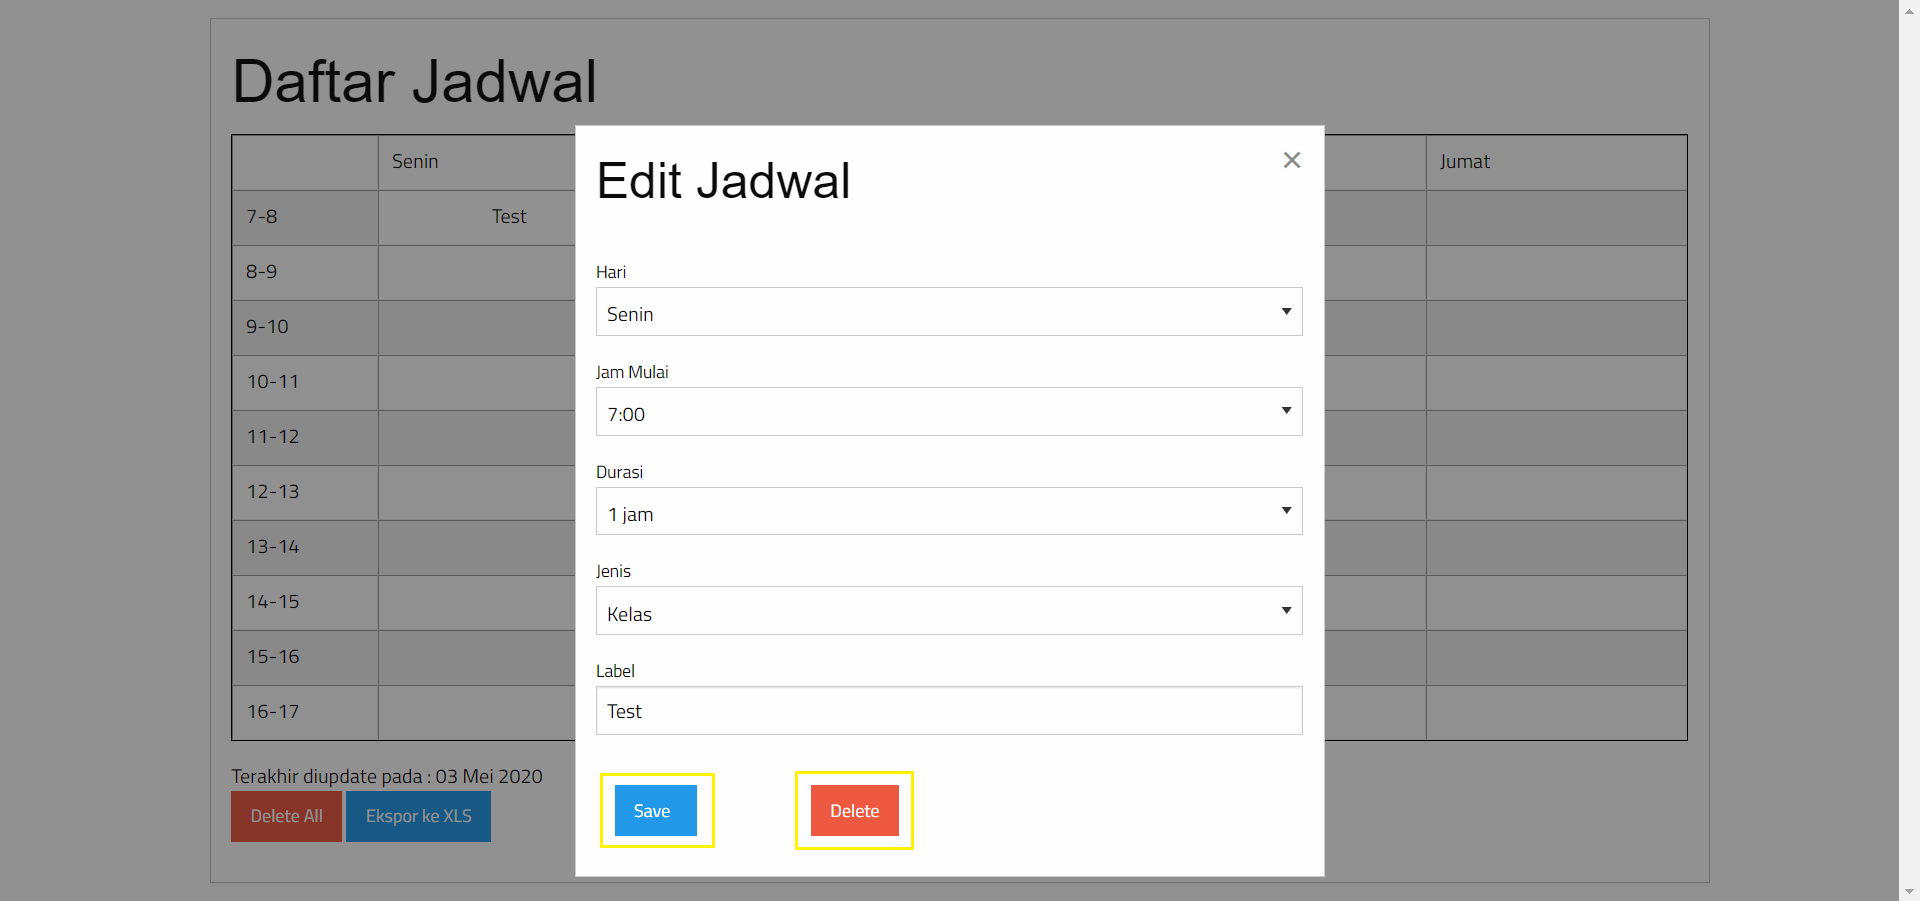 Daftar Jadwal
Senin
Jumat
7-8
Test
8-9
9-10
10-11
11-12
12-13
13-14
14-15
15-16
16-17
Terakhir diupdate pada : 03 Mei 2020
Delete All
Ekspor ke XLS
Edit Jadwal
×
Hari
Senin
Jam Mulai
7:00
Durasi
1 jam
Jenis
Kelas
Label
Test
Save
Delete